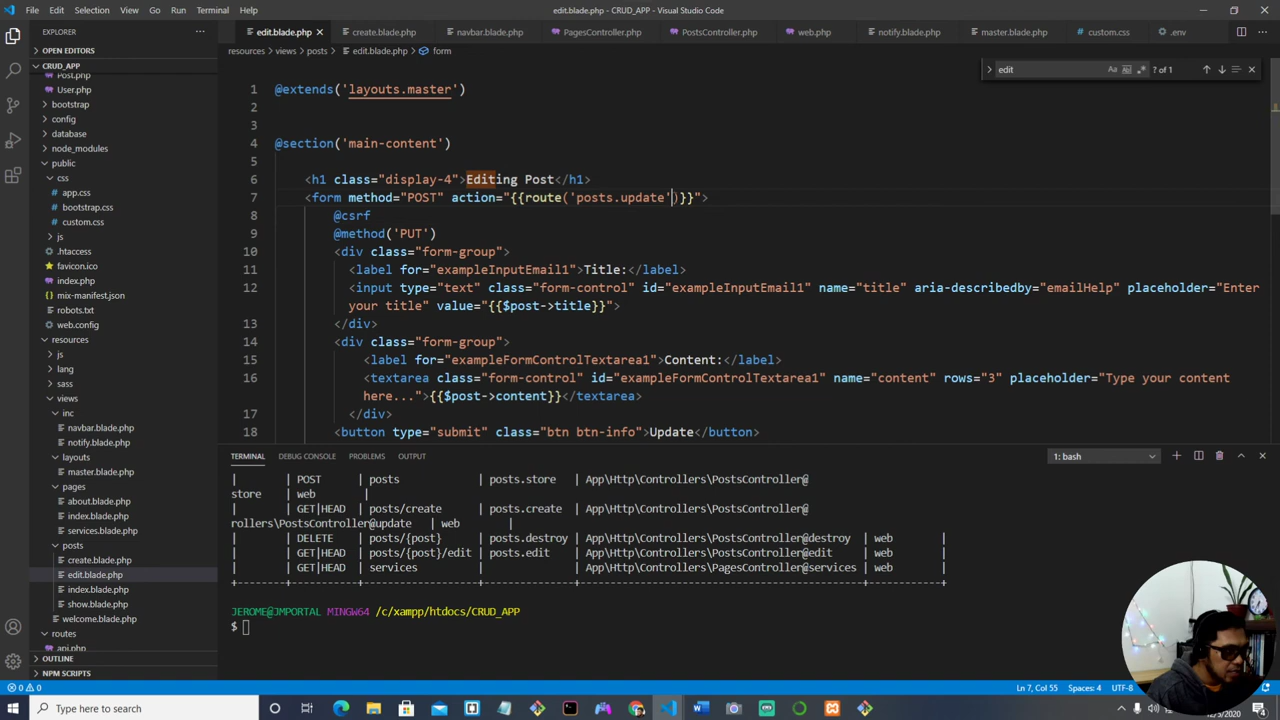 File Edit Selection View Go Run Terminal Help
edit.blade.php - CRUD_APP - Visual Studio Code
EXPLORER
OPEN EDITORS
CRUD_APP
Post.php
User.php
bootstrap
config
database
node_modules
public
css
app.css
bootstrap.css
custom.css
js
.htaccess
favicon.ico
index.php
mix-manifest.json
robots.txt
web.config
resources
js
lang
sass
views
inc
navbar.blade.php
notify.blade.php
layouts
master.blade.php
pages
about.blade.php
index.blade.php
services.blade.php
posts
create.blade.php
edit.blade.php
index.blade.php
show.blade.php
welcome.blade.php
routes
api.php
OUTLINE
NPM SCRIPTS
edit.blade.php create.blade.php navbar.blade.php PagesController.php PostsController.php web.php notify.blade.php master.blade.php custom.css .env
resources > views > posts > edit.blade.php > form
edit Aa Ab ? of 1
1 @extends('layouts.master')
2
3
4 @section('main-content')
5
6 <h1 class="display-4">Editing Post</h1>
7 <form method="POST" action="{{route('posts.update')}}">
8 @csrf
9 @method('PUT')
10 <div class="form-group">
11 <label for="exampleInputEmail1">Title:</label>
12 <input type="text" class="form-control" id="exampleInputEmail1" name="title" aria-describedby="emailHelp" placeholder="Enter
your title" value="{{$post->title}}">
13 </div>
14 <div class="form-group">
15 <label for="exampleFormControlTextarea1">Content:</label>
16 <textarea class="form-control" id="exampleFormControlTextarea1" name="content" rows="3" placeholder="Type your content
here...">{{$post->content}}</textarea>
17 </div>
18 <button type="submit" class="btn btn-info">Update</button>
TERMINAL DEBUG CONSOLE PROBLEMS OUTPUT
1: bash
| | POST | posts | posts.store | App\Http\Controllers\PostsController@
store | web |
| | GET|HEAD | posts/create | posts.create | App\Http\Controllers\PostsController@
rollers\PostsController@update | web |
| | DELETE | posts/{post} | posts.destroy | App\Http\Controllers\PostsController@destroy | web |
| | GET|HEAD | posts/{post}/edit | posts.edit | App\Http\Controllers\PostsController@edit | web |
| | GET|HEAD | services | | App\Http\Controllers\PagesController@services | web |
+-------+----------+-------------------+---------------+----------------------------------------------+------------+
JEROME@JMPORTAL MINGW64 /c/xampp/htdocs/CRUD_APP
$
0 0
Ln 7, Col 55 Spaces: 4 UTF-8
Type here to search